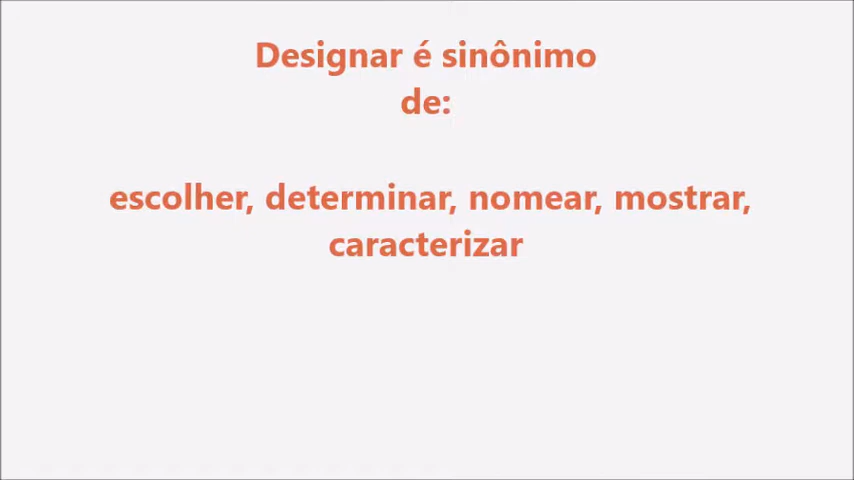 Designar é sinônimo
de:
escolher, determinar, nomear, mostrar,
caracterizar